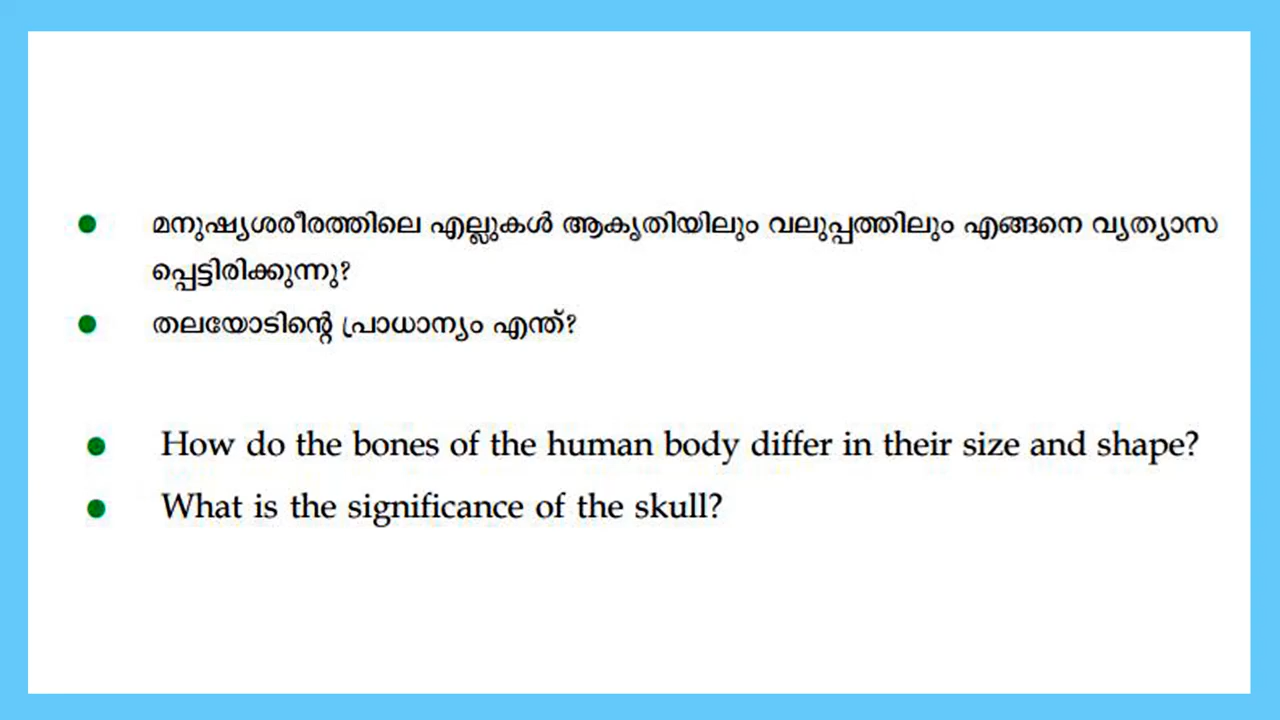 മനുഷ്യശരീരത്തിലെ എല്ലുകൾ ആകൃതിയിലും വലുപ്പത്തിലും എങ്ങനെ വ്യത്യാസ
പ്പെട്ടിരിക്കുന്നു?
തലയോടിന്റെ പ്രാധാന്യം എന്ത്?
How do the bones of the human body differ in their size and shape?
What is the significance of the skull?